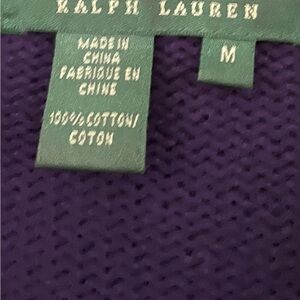 RALPH LAUREN
MADE IN
CHINA
FABRIQUE EN
CHINE
100% COTTON/
COTON
M